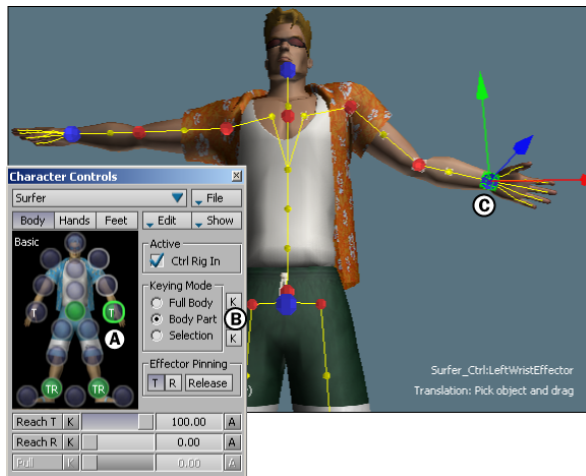 Character Controls
Surfer
File
Body Hands Feet Edit Show
Basic
Active
Ctrl Rig In
Keying Mode
Full Body K
Body Part B
Selection K
T T
A
C
Effector Pinning
T R Release
TR TR
Reach T K 100.00 A
Reach R K 0.00 A
Pull K 0.00 A
Surfer_Ctrl:LeftWristEffector
Translation: Pick object and drag